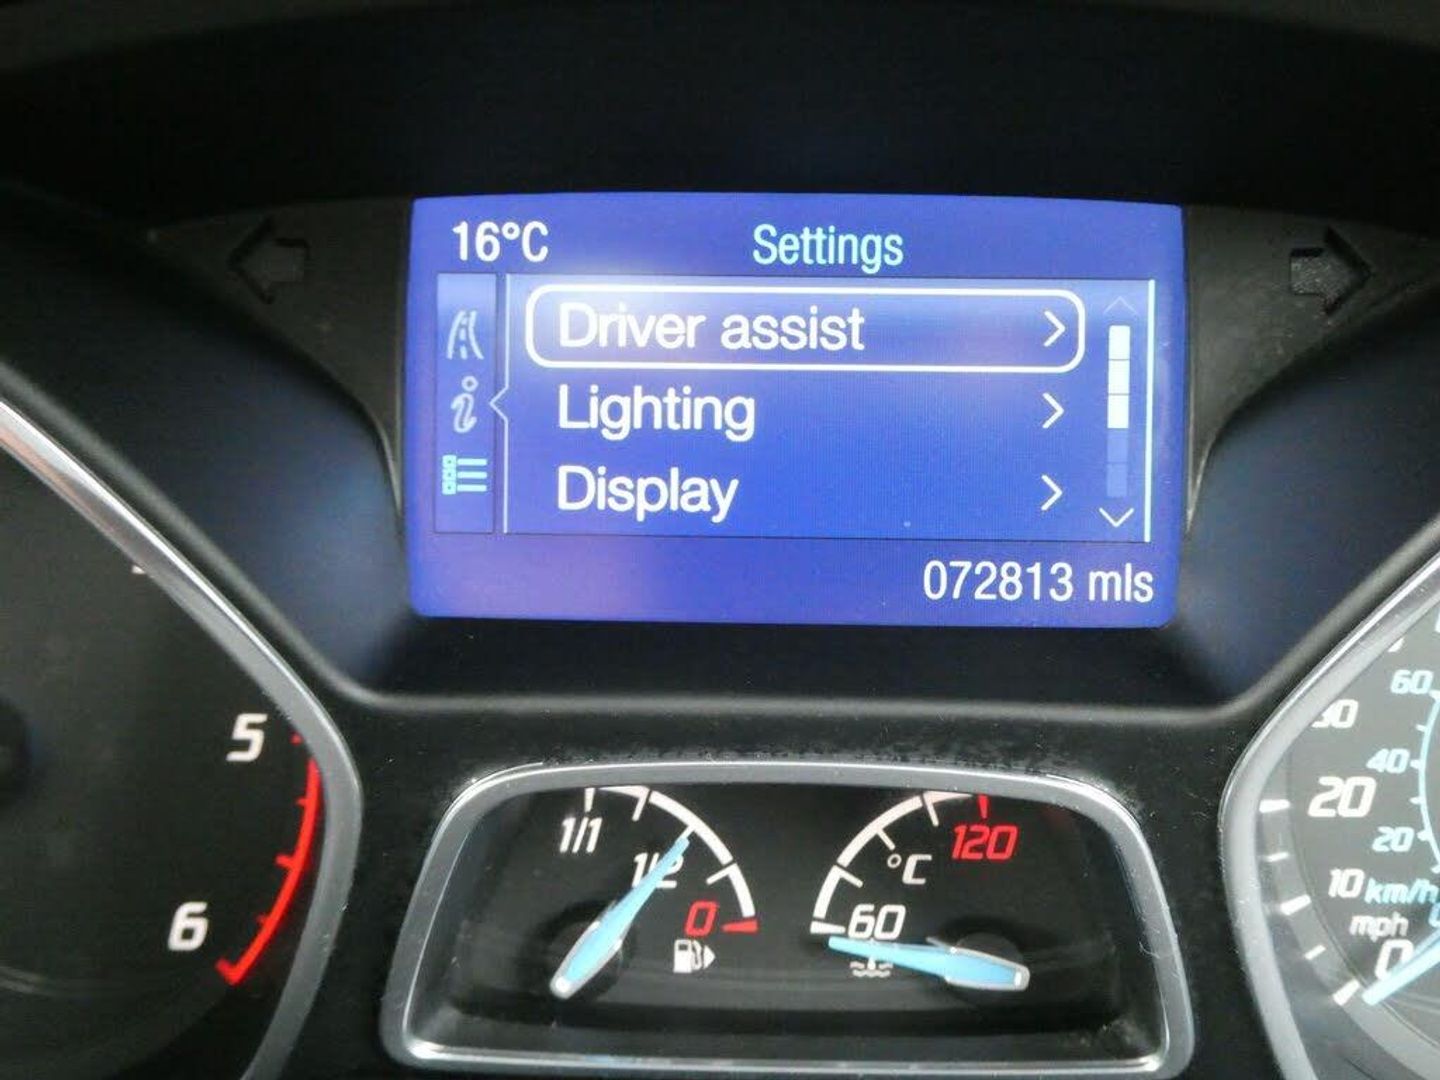 16°C Settings
Driver assist
Lighting
Display
072813 mls
5
6
1/1
1/2
0
120
°C
60
60
40
20
20
10 km/h
mph
0